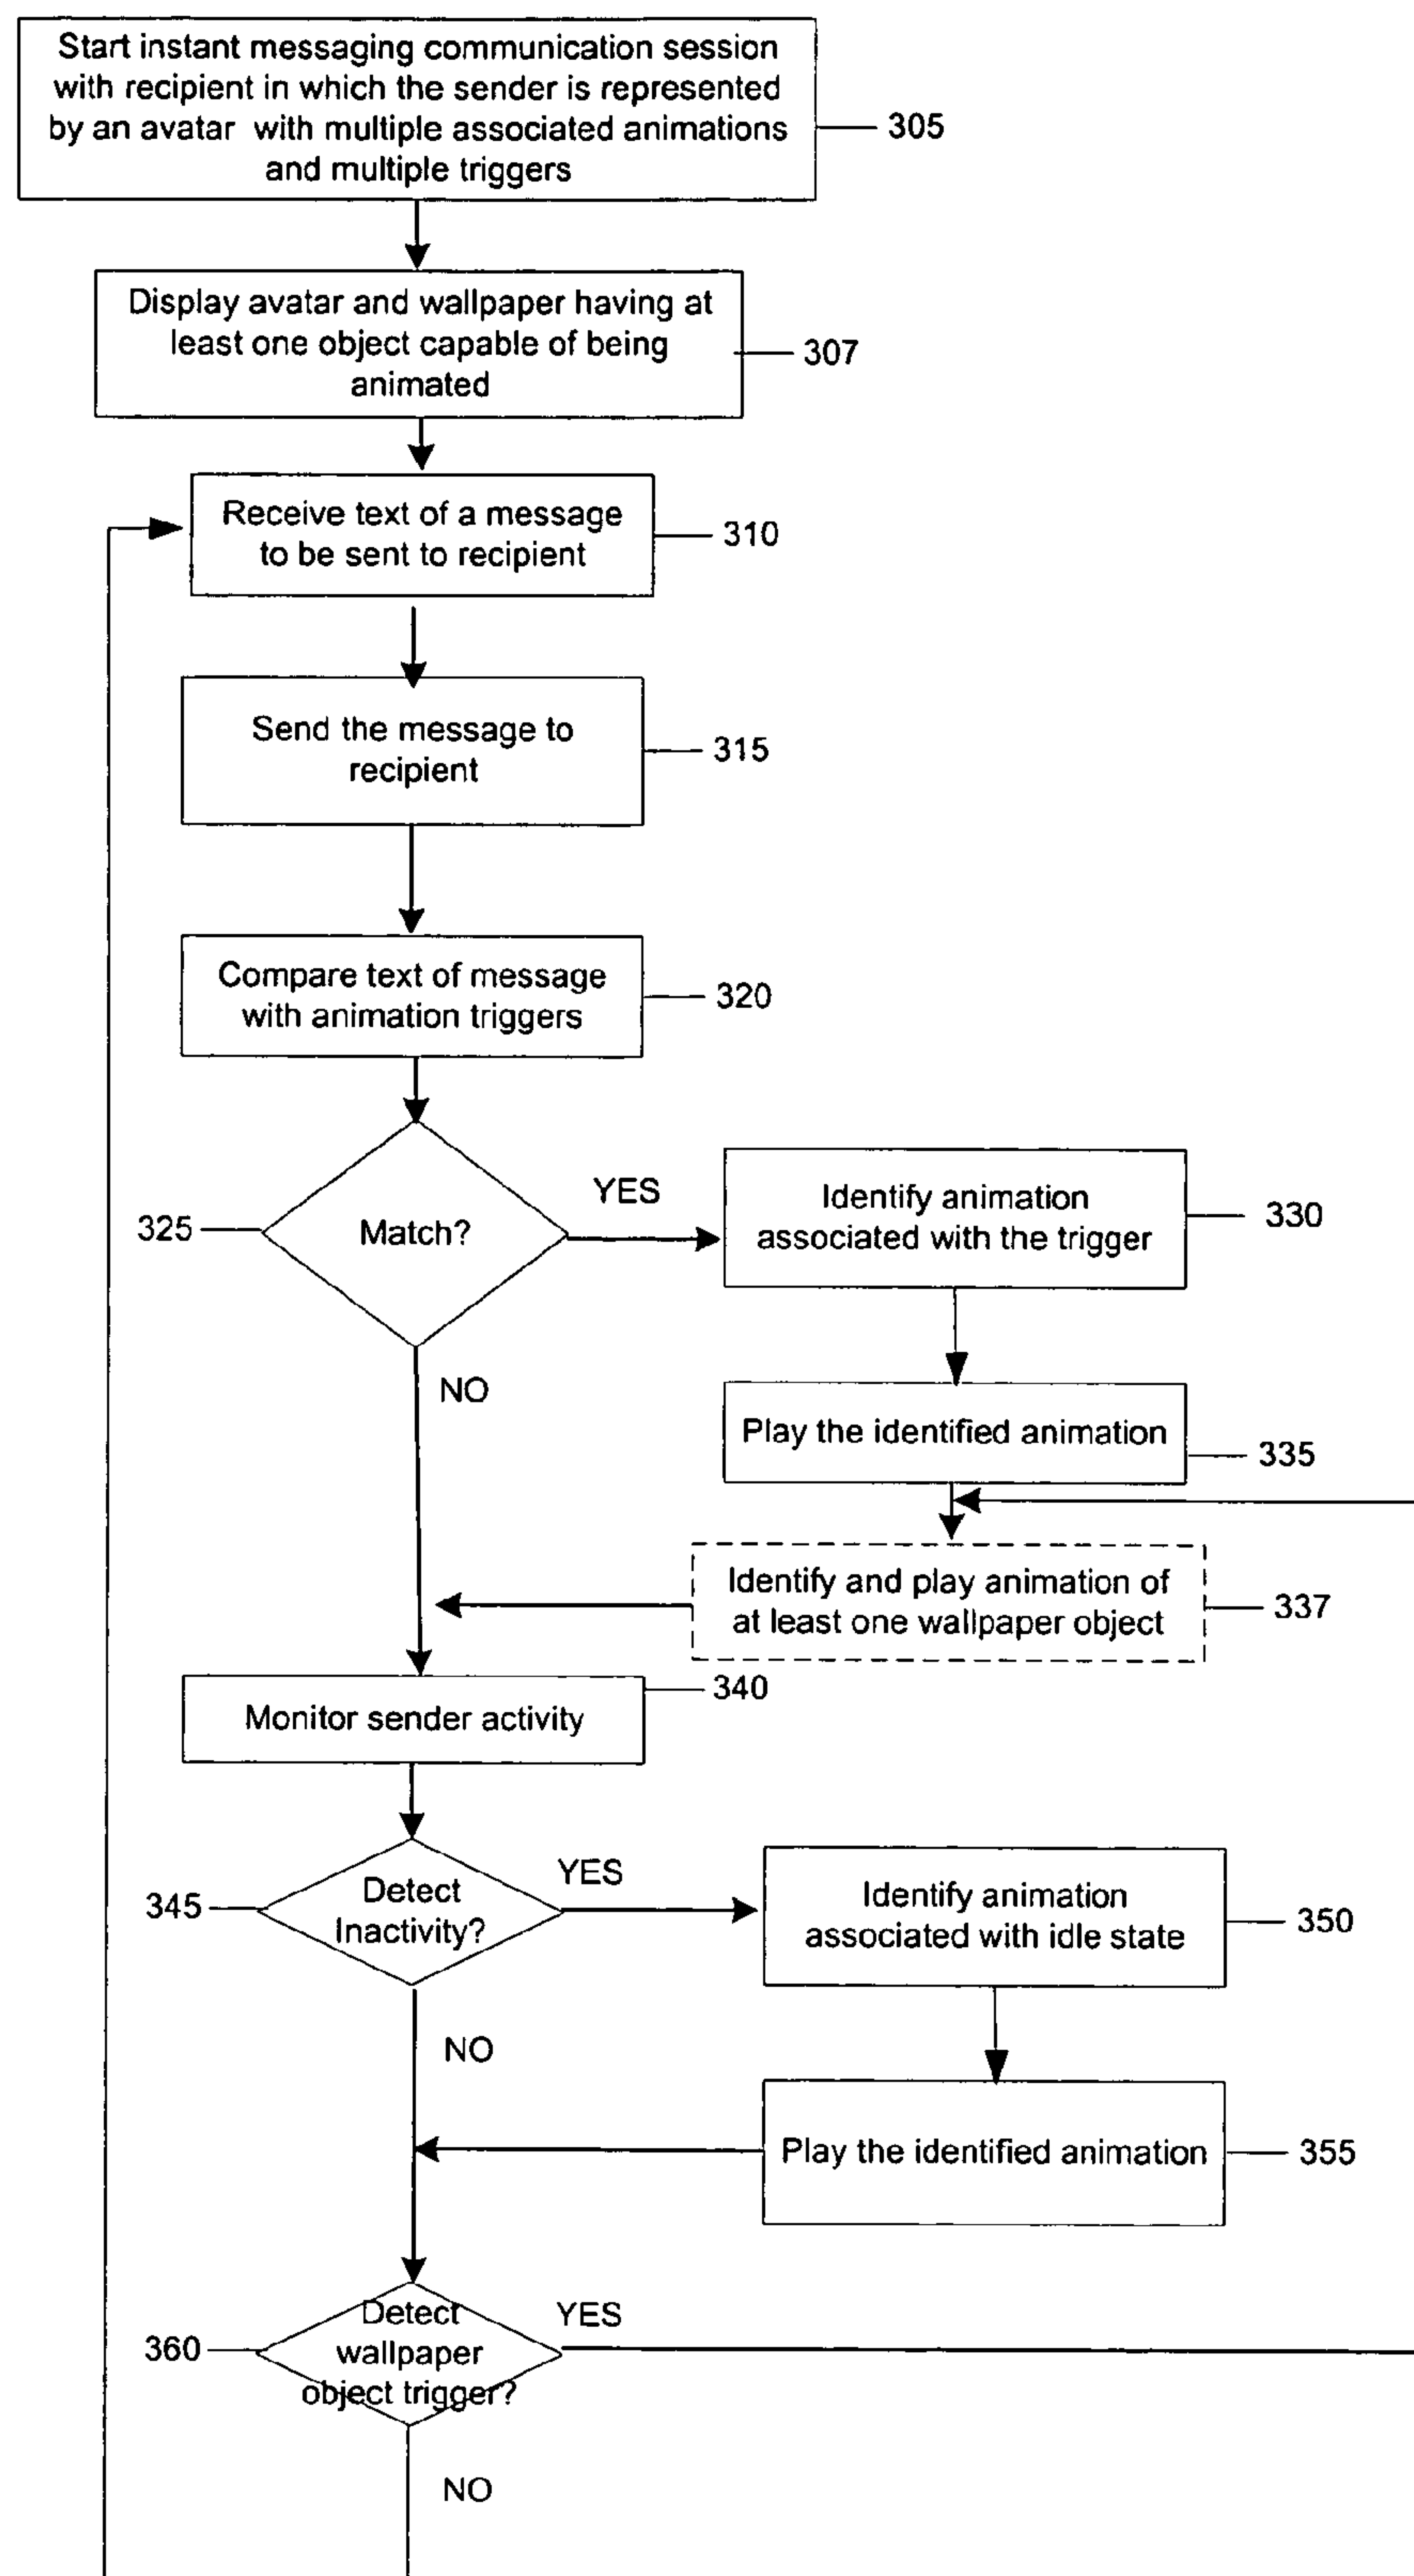 Start instant messaging communication session
with recipient in which the sender is represented
by an avatar with multiple associated animations
and multiple triggers
305
Display avatar and wallpaper having at
least one object capable of being
animated
307
Receive text of a message
to be sent to recipient
310
Send the message to
recipient
315
Compare text of message
with animation triggers
320
325
Match?
YES
Identify animation
associated with the trigger
330
NO
Play the identified animation
335
Identify and play animation of
at least one wallpaper object
337
Monitor sender activity
340
345
Detect
Inactivity?
YES
Identify animation
associated with idle state
350
NO
Play the identified animation
355
360
Detect
wallpaper
object trigger?
YES
NO